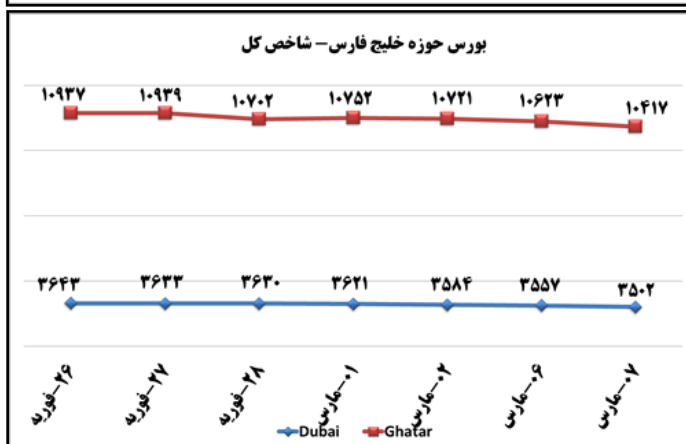 بورس حوزه خلیج فارس– شاخص کل
۱۰۹۳۷ ۱۰۹۳۹ ۱۰۷۰۲ ۱۰۷۵۲ ۱۰۷۲۱ ۱۰۶۲۳ ۱۰۴۱۷
۳۶۴۳ ۳۶۳۳ ۳۶۳۰ ۳۶۲۱ ۳۵۸۴ ۳۵۵۷ ۳۵۰۲
۲۶-فوریه ۲۷-فوریه ۲۸-فوریه ۰۱-مارس ۰۲-مارس ۰۶-مارس ۰۷-مارس
Dubai Ghatar